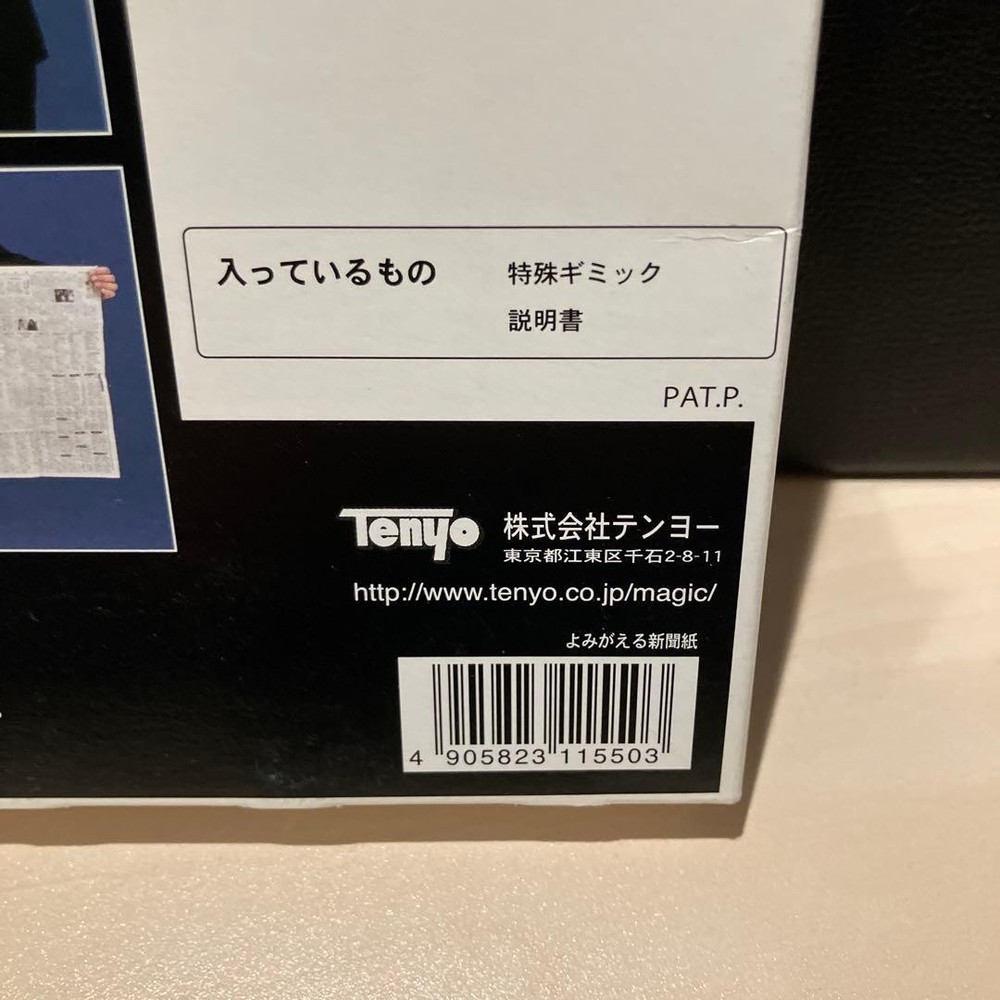 入っているもの 特殊ギミック
説明書
PAT.P.
Tenyo 株式会社テンヨー
東京都江東区千石2-8-11
http://www.tenyo.co.jp/magic/
よみがえる新聞紙
4 905823 115503